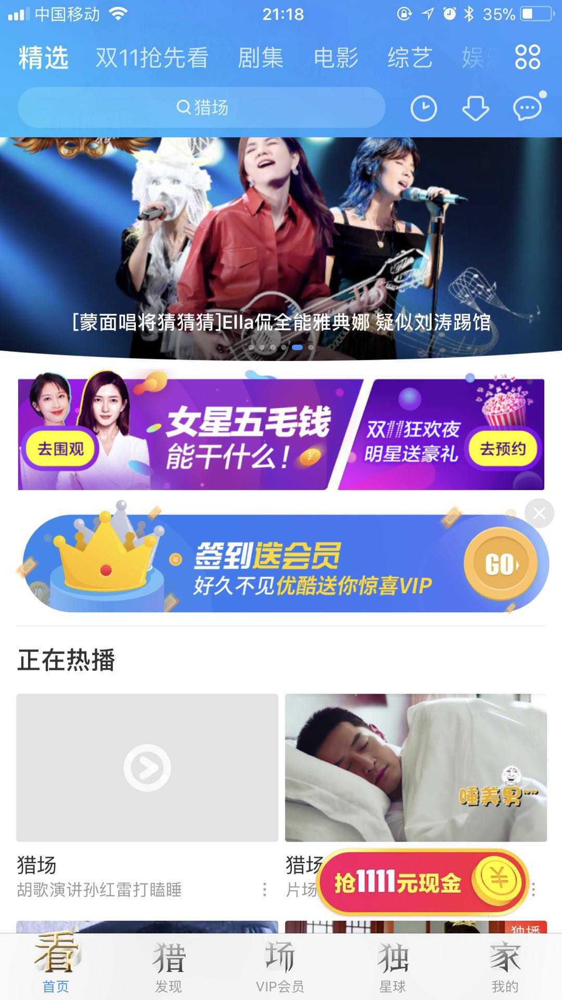 中国移动
21:18
35%
精选 双11抢先看 剧集 电影 综艺 娱乐
猎场
[蒙面唱将猜猜猜]Ella侃全能雅典娜 疑似刘涛踢馆
女星五毛钱
能干什么!
去围观
双11狂欢夜
明星送豪礼
去预约
签到送会员
好久不见优酷送你惊喜VIP
GO
正在热播
睡美男~~
猎场
胡歌演讲孙红雷打瞌睡
猎场
片场
抢1111元现金
独播
看 猎 场 独 家
首页 发现 VIP会员 星球 我的